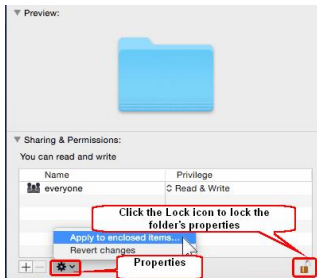 Preview:
Sharing & Permissions:
You can read and write
Name Privilege
everyone Read & Write
Click the Lock icon to lock the
folder's properties
Apply to enclosed items...
Revert changes
Properties